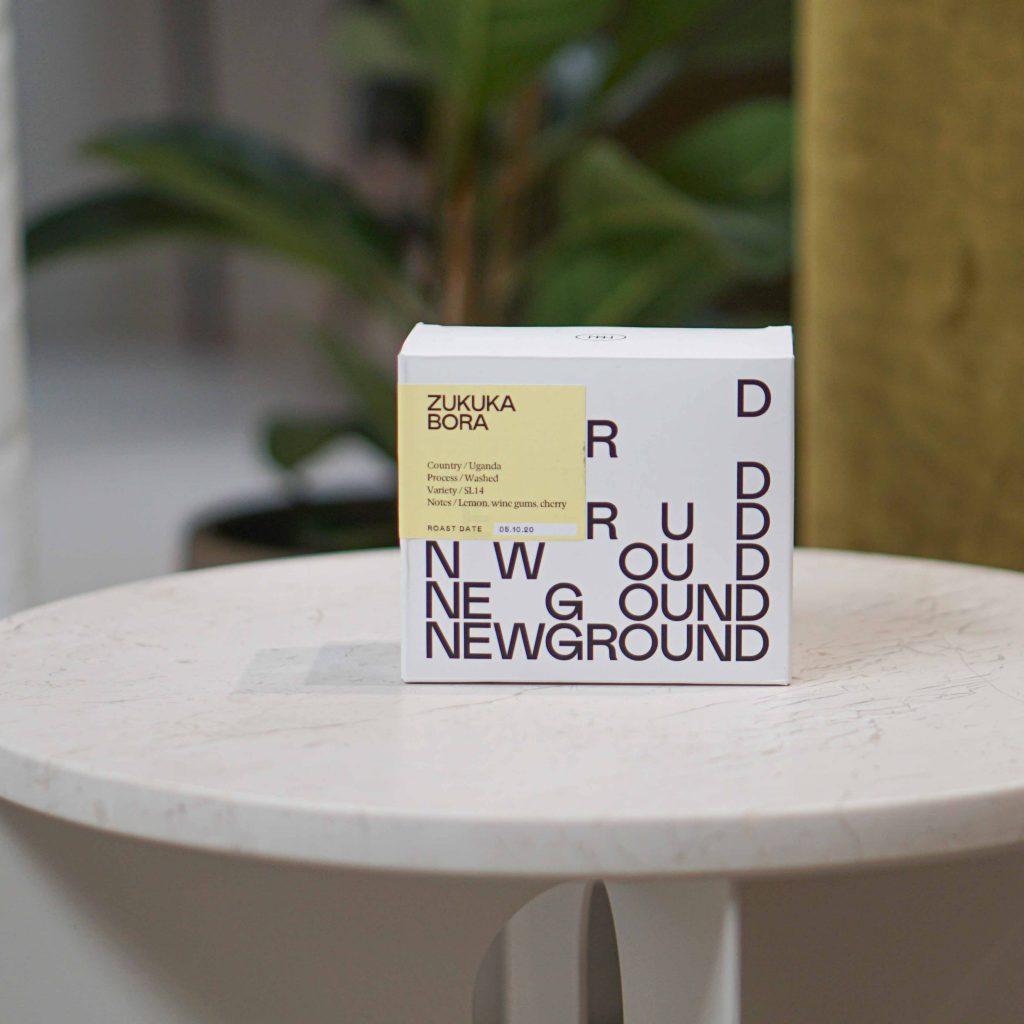 ZUKUKA
BORA
Country / Uganda
Process / Washed
Variety / SL14
Notes / Lemon, wine gums, cherry
ROAST DATE 05.10.20
D
R
D
R U D
N W OUD
NE G OUND
NEWGROUND